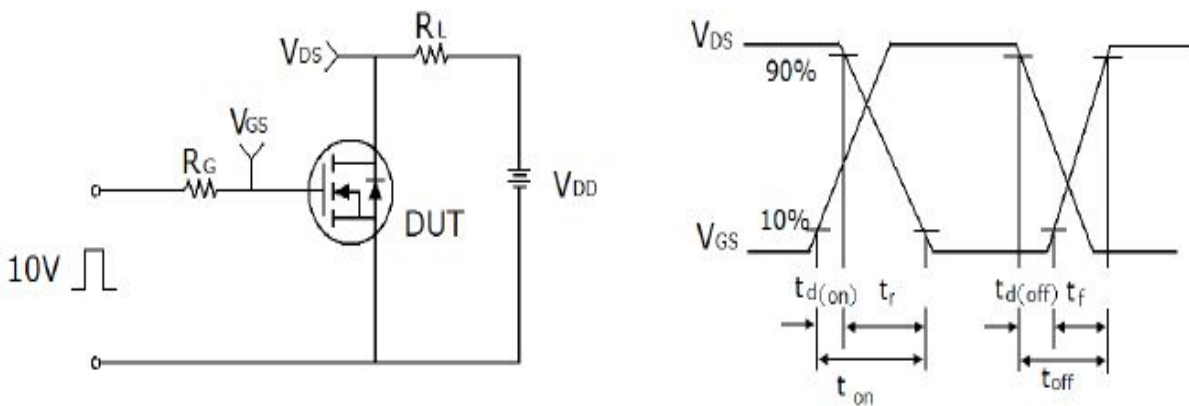 RL
VDS
VGS
RG
VDD
DUT
10V
VDS
90%
10%
VGS
td(on)
tr
td(off)
tf
ton
toff